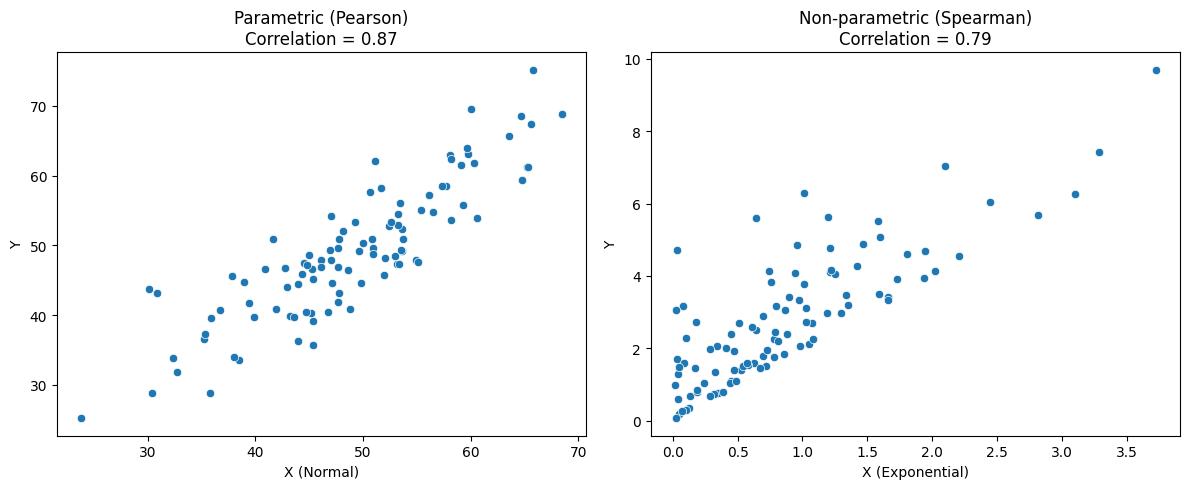 Parametric (Pearson)
Correlation = 0.87
Y
70
60
50
40
30
30 40 50 60 70
X (Normal)
Non-parametric (Spearman)
Correlation = 0.79
Y
10
8
6
4
2
0
0.0 0.5 1.0 1.5 2.0 2.5 3.0 3.5
X (Exponential)